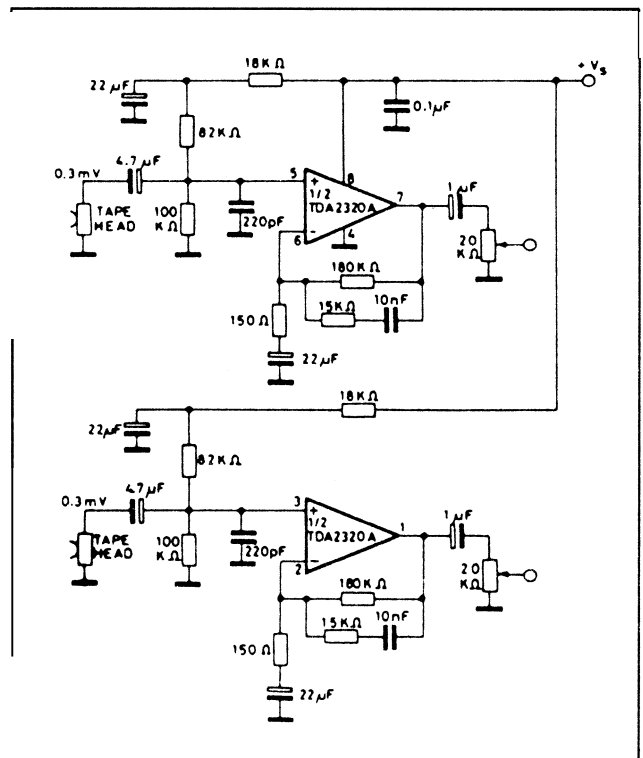 18KΩ
+ Vs
22µF
0.1µF
82KΩ
4.7µF
0.3mV
5
8
+
1/2
TDA2320A
7
1µF
TAPE
HEAD
100
KΩ
220pF
6
-
4
20
KΩ
180KΩ
15KΩ
10nF
150Ω
22µF
18KΩ
22µF
82KΩ
4.7µF
0.3mV
3
+
1/2
TDA2320A
1
1µF
TAPE
HEAD
100
KΩ
220pF
2
-
20
KΩ
180KΩ
15KΩ
10nF
150Ω
22µF